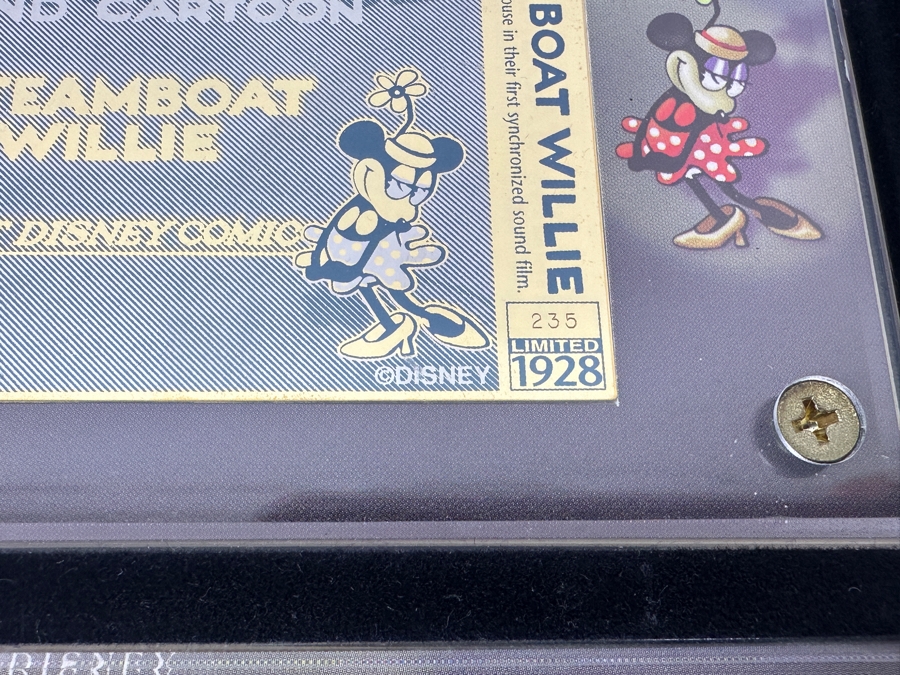 ND CARTOON
TEAMBOAT
WILLIE
DISNEY COMIC
©DISNEY
BOAT WILLIE
ouse in their first synchronized sound film.
235
LIMITED
1928
DISNEY